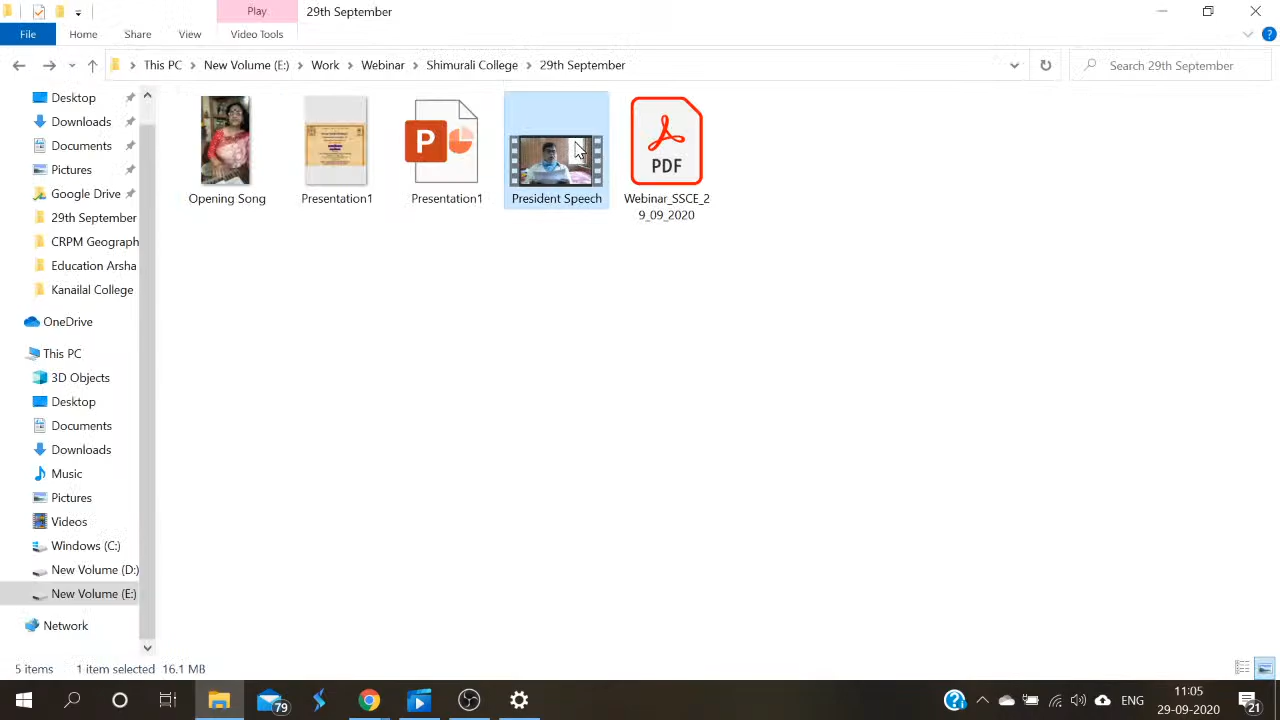 Play
29th September
File
Home
Share
View
Video Tools
This PC
New Volume (E:)
Work
Webinar
Shimurali College
29th September
Search 29th September
Desktop
Downloads
Documents
Pictures
Google Drive
29th September
CRPM Geograph
Education Arsha
Kanailal College
OneDrive
This PC
3D Objects
Desktop
Documents
Downloads
Music
Pictures
Videos
Windows (C:)
New Volume (D:)
New Volume (E:)
Network
Opening Song
Presentation1
P
Presentation1
President Speech
PDF
Webinar_SSCE_2
9_09_2020
5 items
1 item selected
16.1 MB
79
ENG
11:05
29-09-2020
21